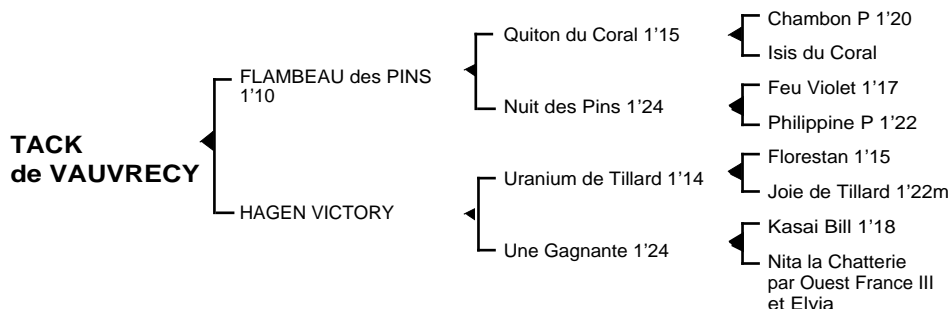 TACK
de VAUVRECY
FLAMBEAU des PINS
1’10
HAGEN VICTORY
Quiton du Coral 1’15
Nuit des Pins 1’24
Uranium de Tillard 1’14
Une Gagnante 1’24
Chambon P 1’20
Isis du Coral
Feu Violet 1’17
Philippine P 1’22
Florestan 1’15
Joie de Tillard 1’22m
Kasai Bill 1’18
Nita la Chatterie
par Ouest France III
et Elvia